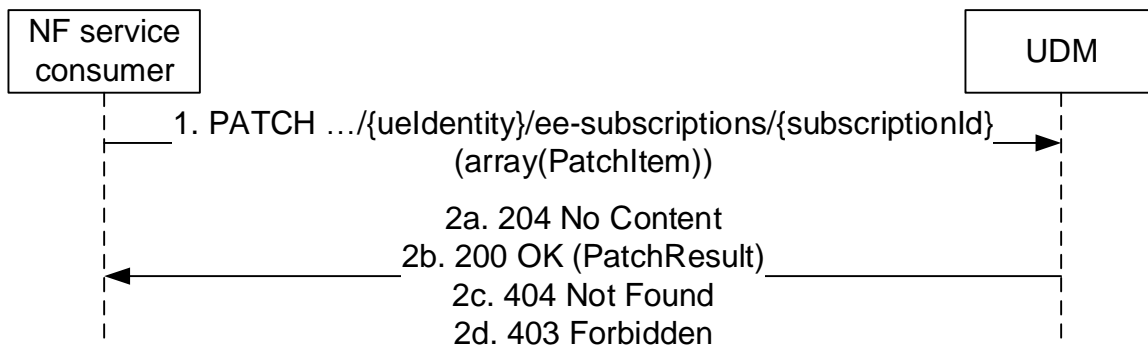 NF service
consumer
UDM
1. PATCH …/{ueIdentity}/ee-subscriptions/{subscriptionId}
(array(PatchItem))
2a. 204 No Content
2b. 200 OK (PatchResult)
2c. 404 Not Found
2d. 403 Forbidden